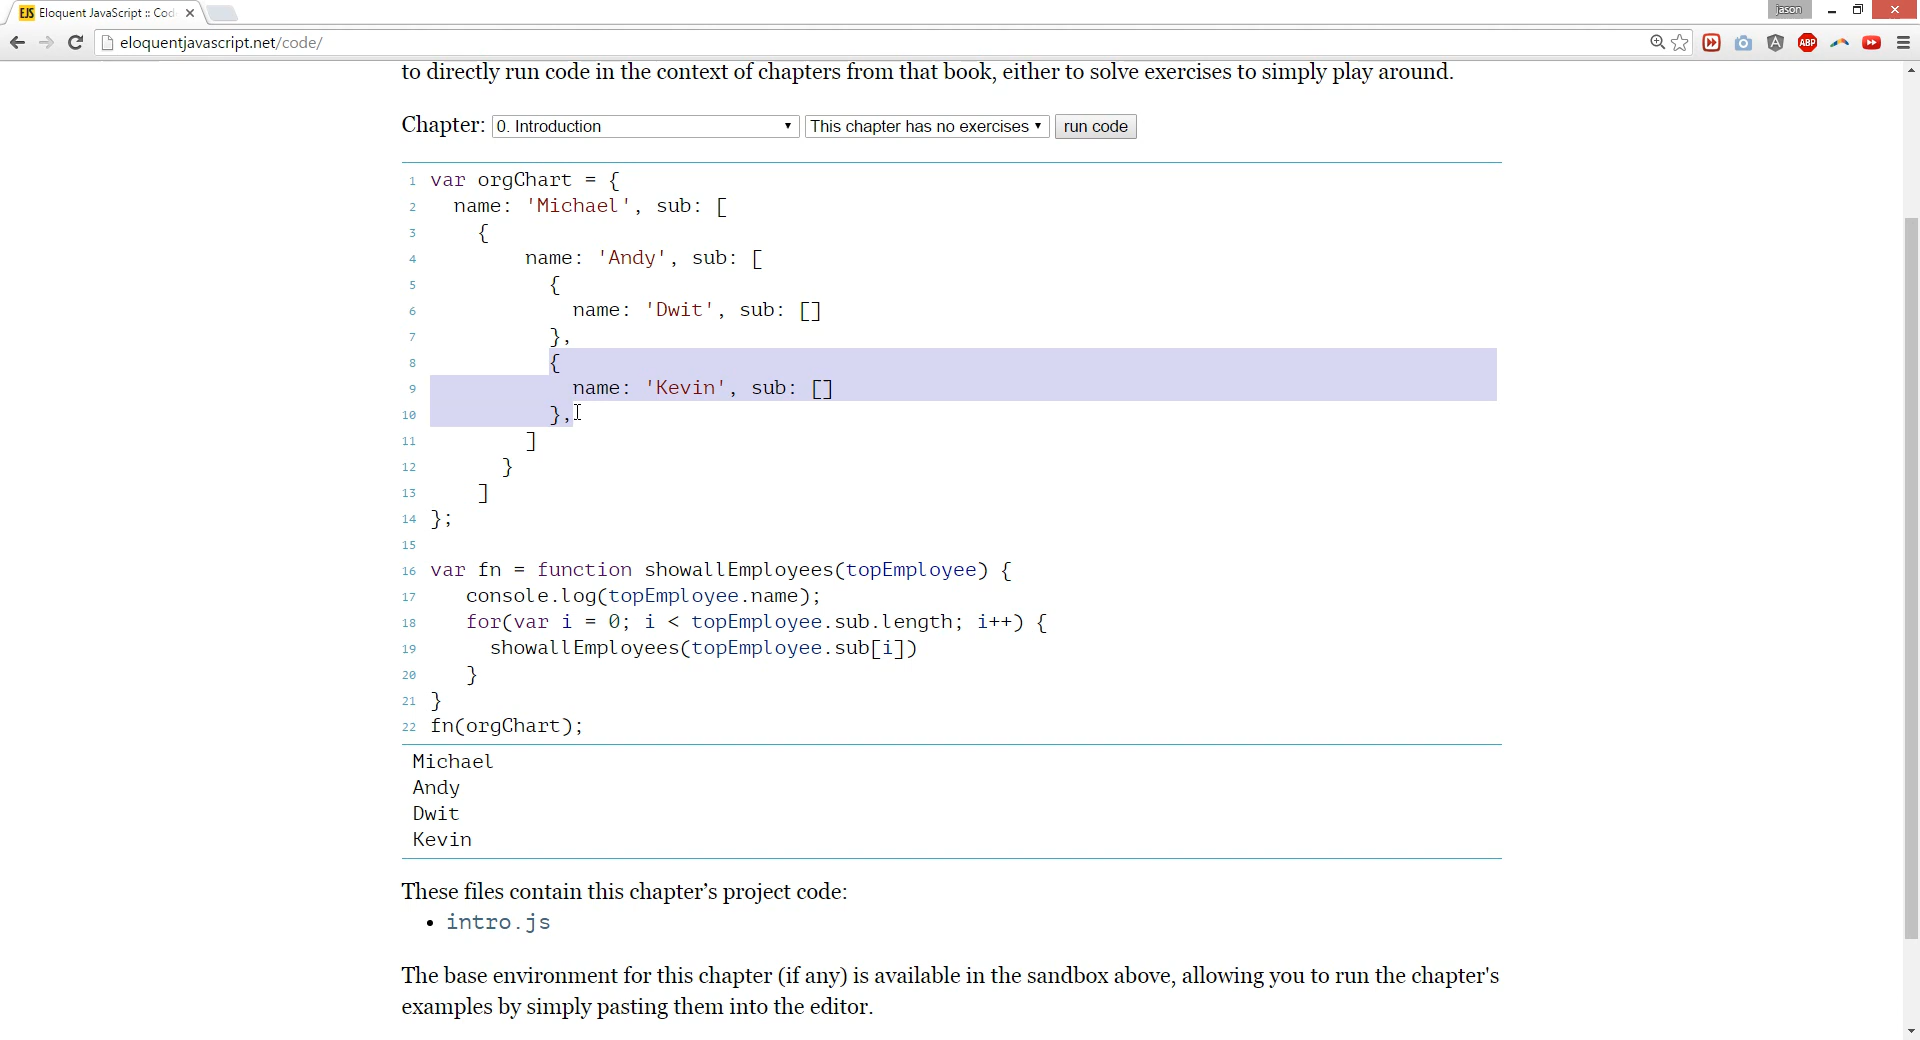 EJS Eloquent JavaScript :: Cod
jason
eloquentjavascript.net/code/
ABP
to directly run code in the context of chapters from that book, either to solve exercises to simply play around.
Chapter: 0. Introduction This chapter has no exercises run code
1 var orgChart = {
2 name: 'Michael', sub: [
3 {
4 name: 'Andy', sub: [
5 {
6 name: 'Dwit', sub: []
7 },
8 {
9 name: 'Kevin', sub: []
10 },
11 ]
12 }
13 ]
14 };
15
16 var fn = function showallEmployees(topEmployee) {
17 console.log(topEmployee.name);
18 for(var i = 0; i < topEmployee.sub.length; i++) {
19 showallEmployees(topEmployee.sub[i])
20 }
21 }
22 fn(orgChart);
Michael
Andy
Dwit
Kevin
These files contain this chapter’s project code:
• intro.js
The base environment for this chapter (if any) is available in the sandbox above, allowing you to run the chapter's
examples by simply pasting them into the editor.